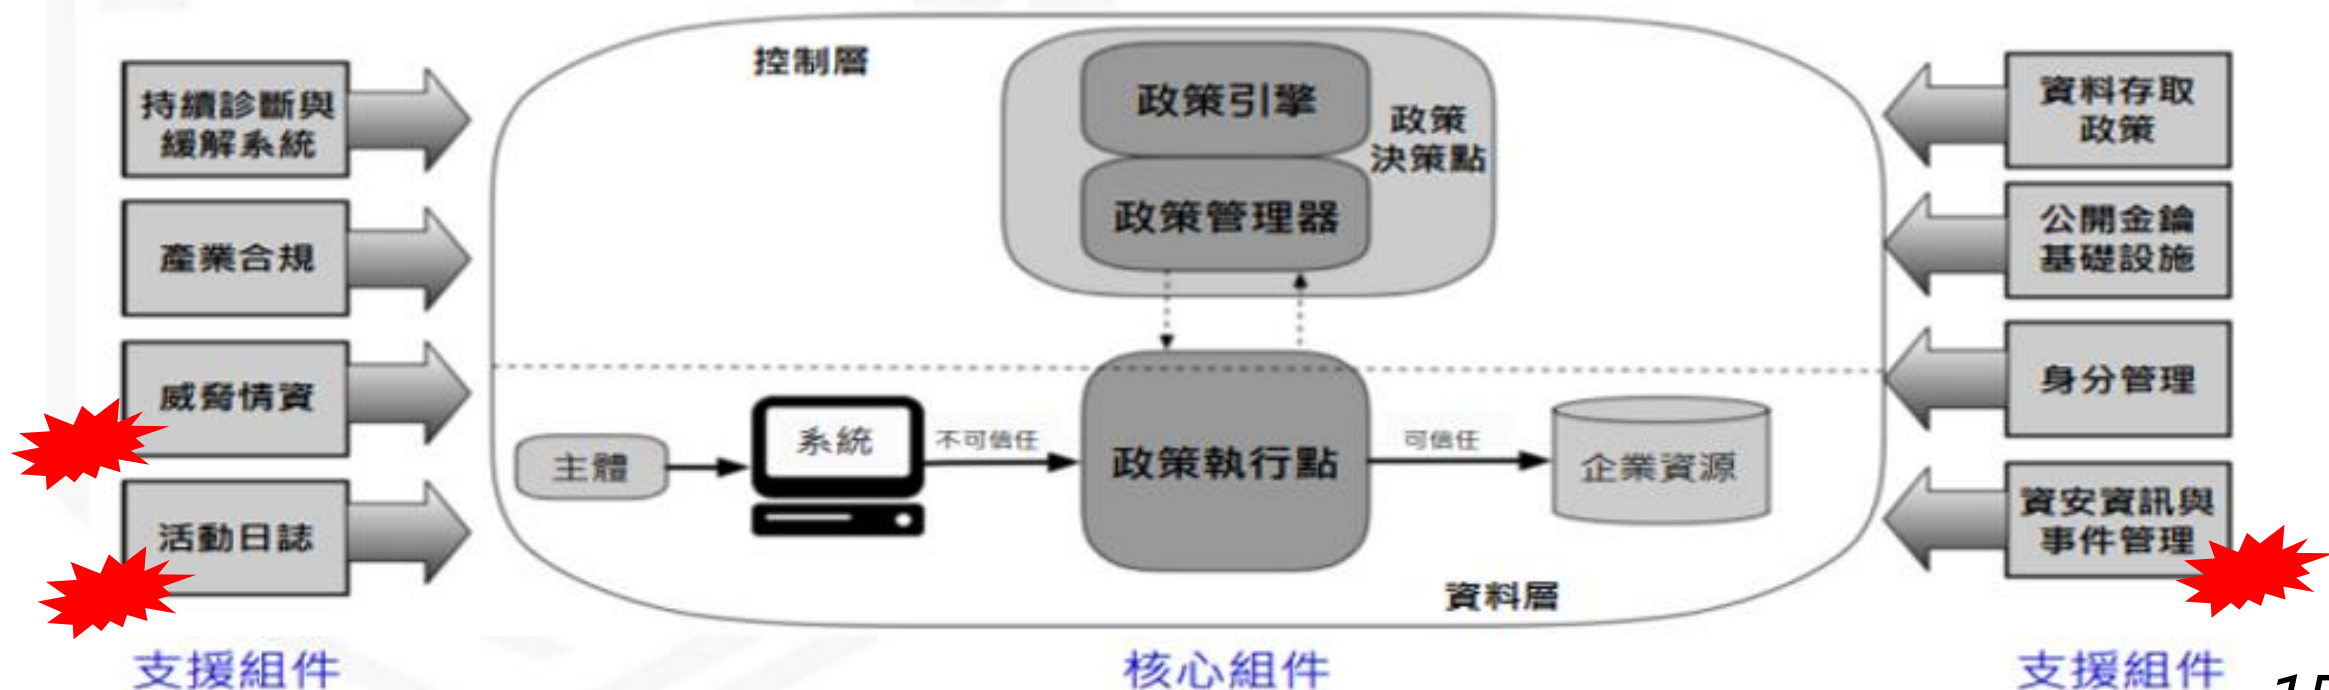 控制層
政策引擎
政策管理器
政策
決策點
持續診斷與
緩解系統
產業合規
威脅情資
活動日誌
主體
系統
不可信任
政策執行點
可信任
企業資源
資料層
資料存取
政策
公開金鑰
基礎設施
身分管理
資安資訊與
事件管理
支援組件
核心組件
支援組件